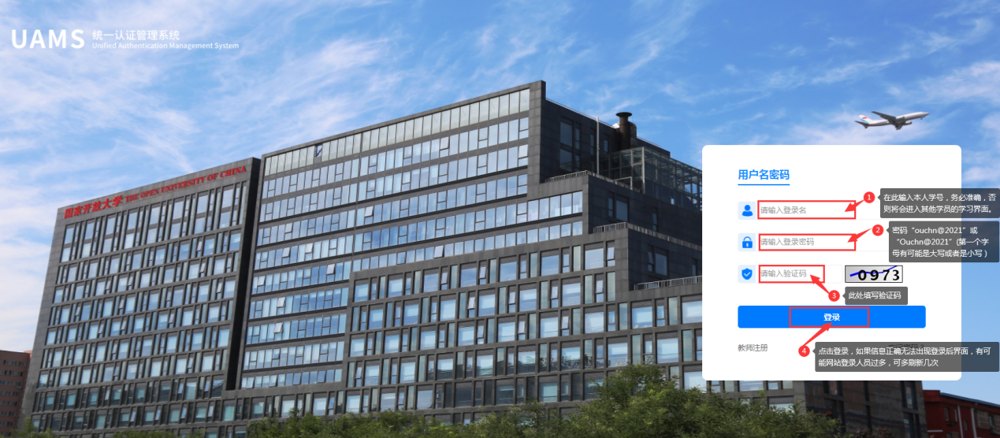 UAMS
统一认证管理系统
Unified Authentication Management System
国家开放大学 THE OPEN UNIVERSITY OF CHINA
用户名密码
请输入登录名
1
在此输入本人学号，务必准确，否
则将会进入其他学员的学习界面。
请输入登录密码
2
密码“ouchn@2021”或
“Ouchn@2021”(第一个字
母有可能是大写或者是小写）
请输入验证码
0973
3
此处填写验证码
登录
教师注册
4
点击登录，如果信息正确无法出现登录后界面，有可
能网站登录人员过多，可多刷新几次